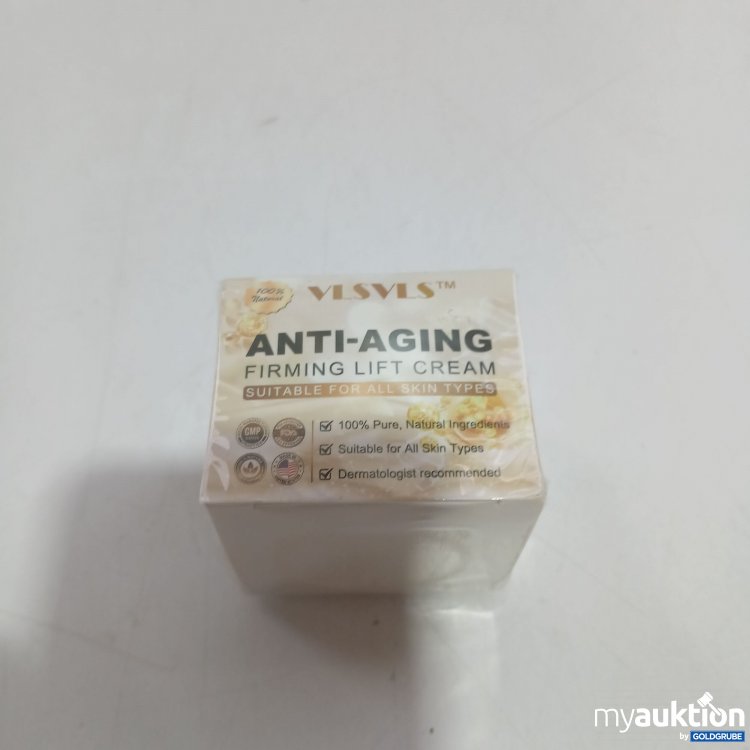 100%
Natural
VLSVLS™
ANTI-AGING
FIRMING LIFT CREAM
SUITABLE FOR ALL SKIN TYPES
GMP
FDA
☑ 100% Pure, Natural Ingredients
☑ Suitable for All Skin Types
☑ Dermatologist recommended
myauktion
by GOLDGRUBE